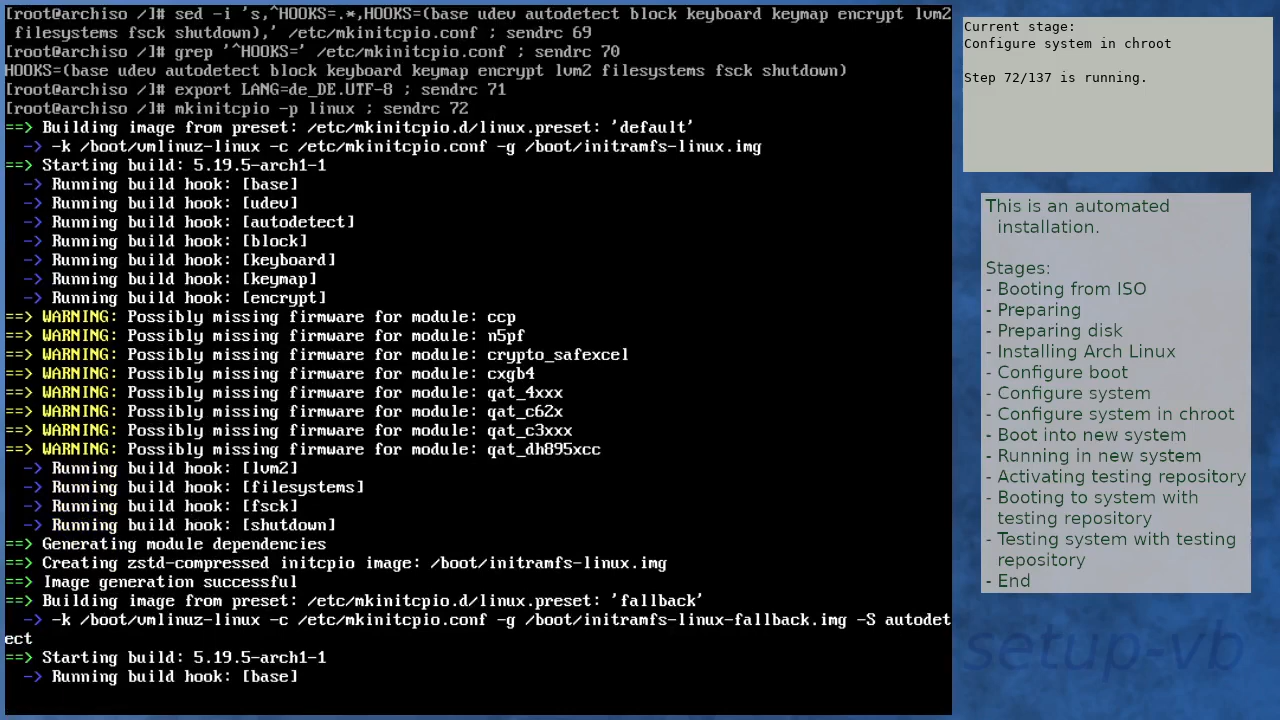 [root@archiso /]# sed -i 's,^HOOKS=.*,HOOKS=(base udev autodetect block keyboard keymap encrypt lvm2
 filesystems fsck shutdown),' /etc/mkinitcpio.conf ; sendrc 69
[root@archiso /]# grep '^HOOKS=' /etc/mkinitcpio.conf ; sendrc 70
HOOKS=(base udev autodetect block keyboard keymap encrypt lvm2 filesystems fsck shutdown)
[root@archiso /]# export LANG=de_DE.UTF-8 ; sendrc 71
[root@archiso /]# mkinitcpio -p linux ; sendrc 72
==> Building image from preset: /etc/mkinitcpio.d/linux.preset: 'default'
  -> -k /boot/vmlinuz-linux -c /etc/mkinitcpio.conf -g /boot/initramfs-linux.img
==> Starting build: 5.19.5-arch1-1
  -> Running build hook: [base]
  -> Running build hook: [udev]
  -> Running build hook: [autodetect]
  -> Running build hook: [block]
  -> Running build hook: [keyboard]
  -> Running build hook: [keymap]
  -> Running build hook: [encrypt]
==> WARNING: Possibly missing firmware for module: ccp
==> WARNING: Possibly missing firmware for module: n5pf
==> WARNING: Possibly missing firmware for module: crypto_safexcel
==> WARNING: Possibly missing firmware for module: cxgb4
==> WARNING: Possibly missing firmware for module: qat_4xxx
==> WARNING: Possibly missing firmware for module: qat_c62x
==> WARNING: Possibly missing firmware for module: qat_c3xxx
==> WARNING: Possibly missing firmware for module: qat_dh895xcc
  -> Running build hook: [lvm2]
  -> Running build hook: [filesystems]
  -> Running build hook: [fsck]
  -> Running build hook: [shutdown]
==> Generating module dependencies
==> Creating zstd-compressed initcpio image: /boot/initramfs-linux.img
==> Image generation successful
==> Building image from preset: /etc/mkinitcpio.d/linux.preset: 'fallback'
  -> -k /boot/vmlinuz-linux -c /etc/mkinitcpio.conf -g /boot/initramfs-linux-fallback.img -S autodet
ect
==> Starting build: 5.19.5-arch1-1
  -> Running build hook: [base]
Current stage:
Configure system in chroot
Step 72/137 is running.
This is an automated
installation.
Stages:
- Booting from ISO
- Preparing
- Preparing disk
- Installing Arch Linux
- Configure boot
- Configure system
- Configure system in chroot
- Boot into new system
- Running in new system
- Activating testing repository
- Booting to system with
testing repository
- Testing system with testing
repository
- End
setup-vb